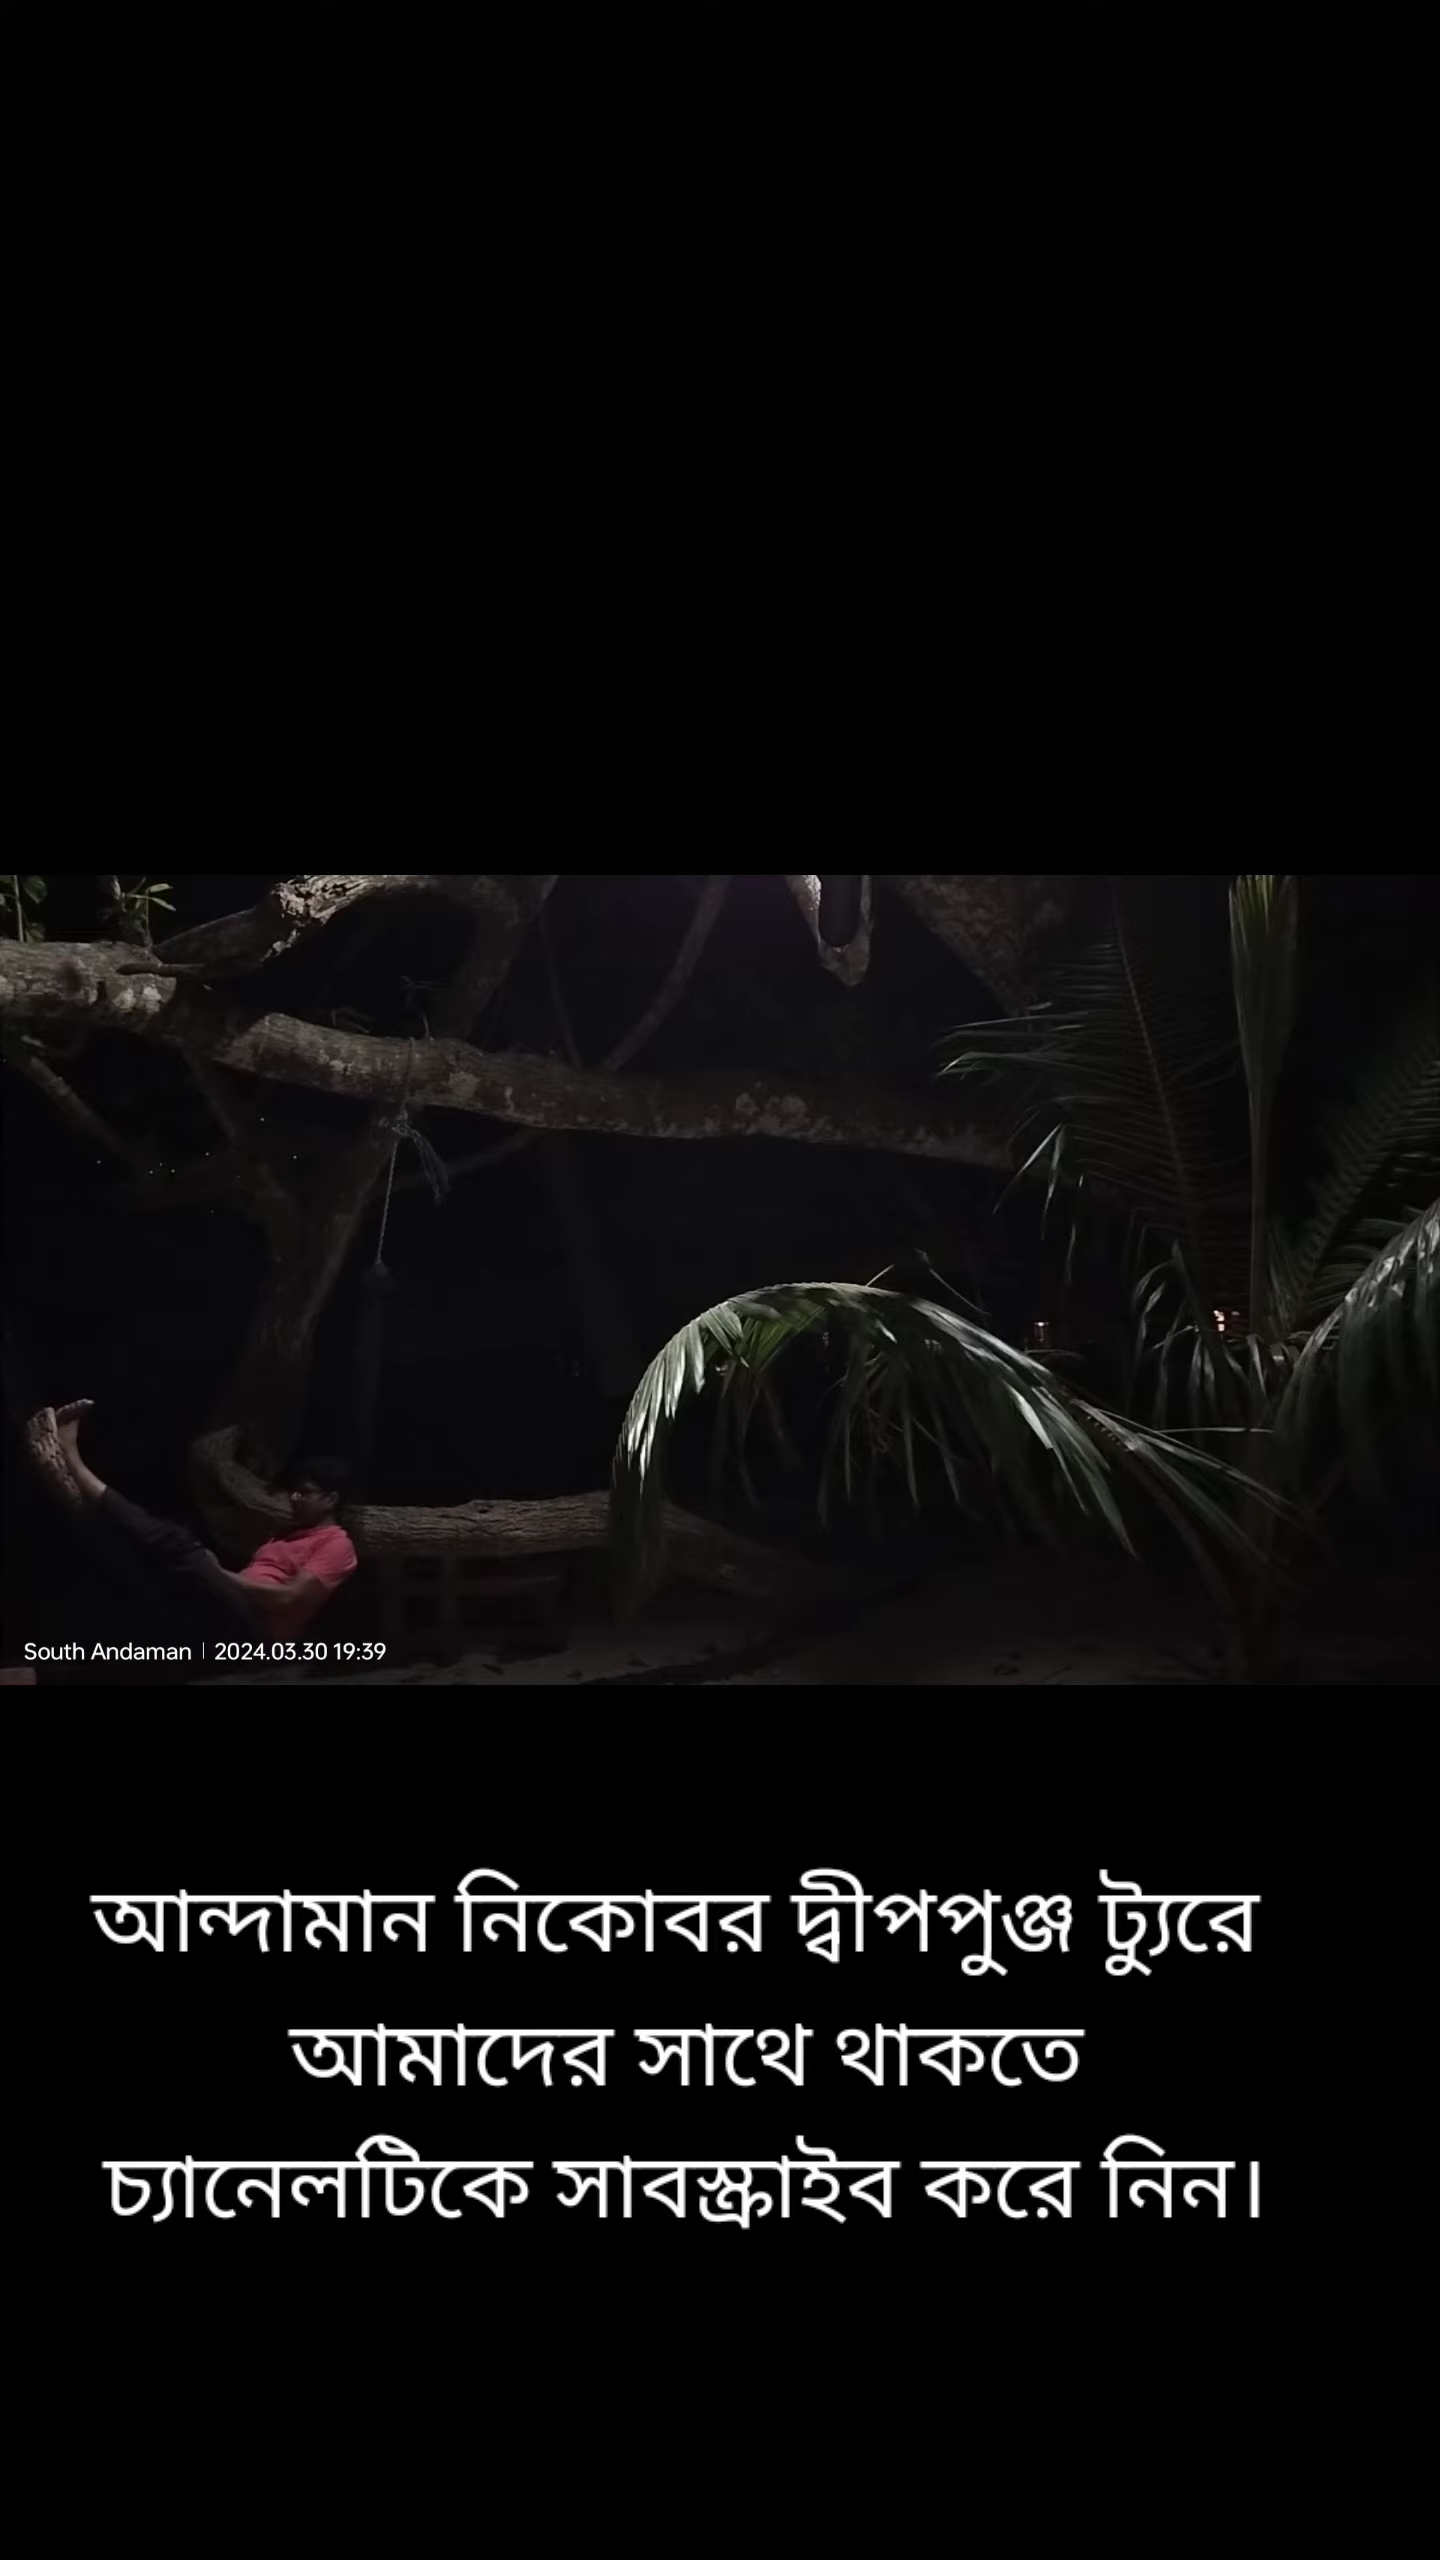 South Andaman | 2024.03.30 19:39
আন্দামান নিকোবর দ্বীপপুঞ্জ ট্যুরে
আমাদের সাথে থাকতে
চ্যানেলটিকে সাবস্ক্রাইব করে নিন।